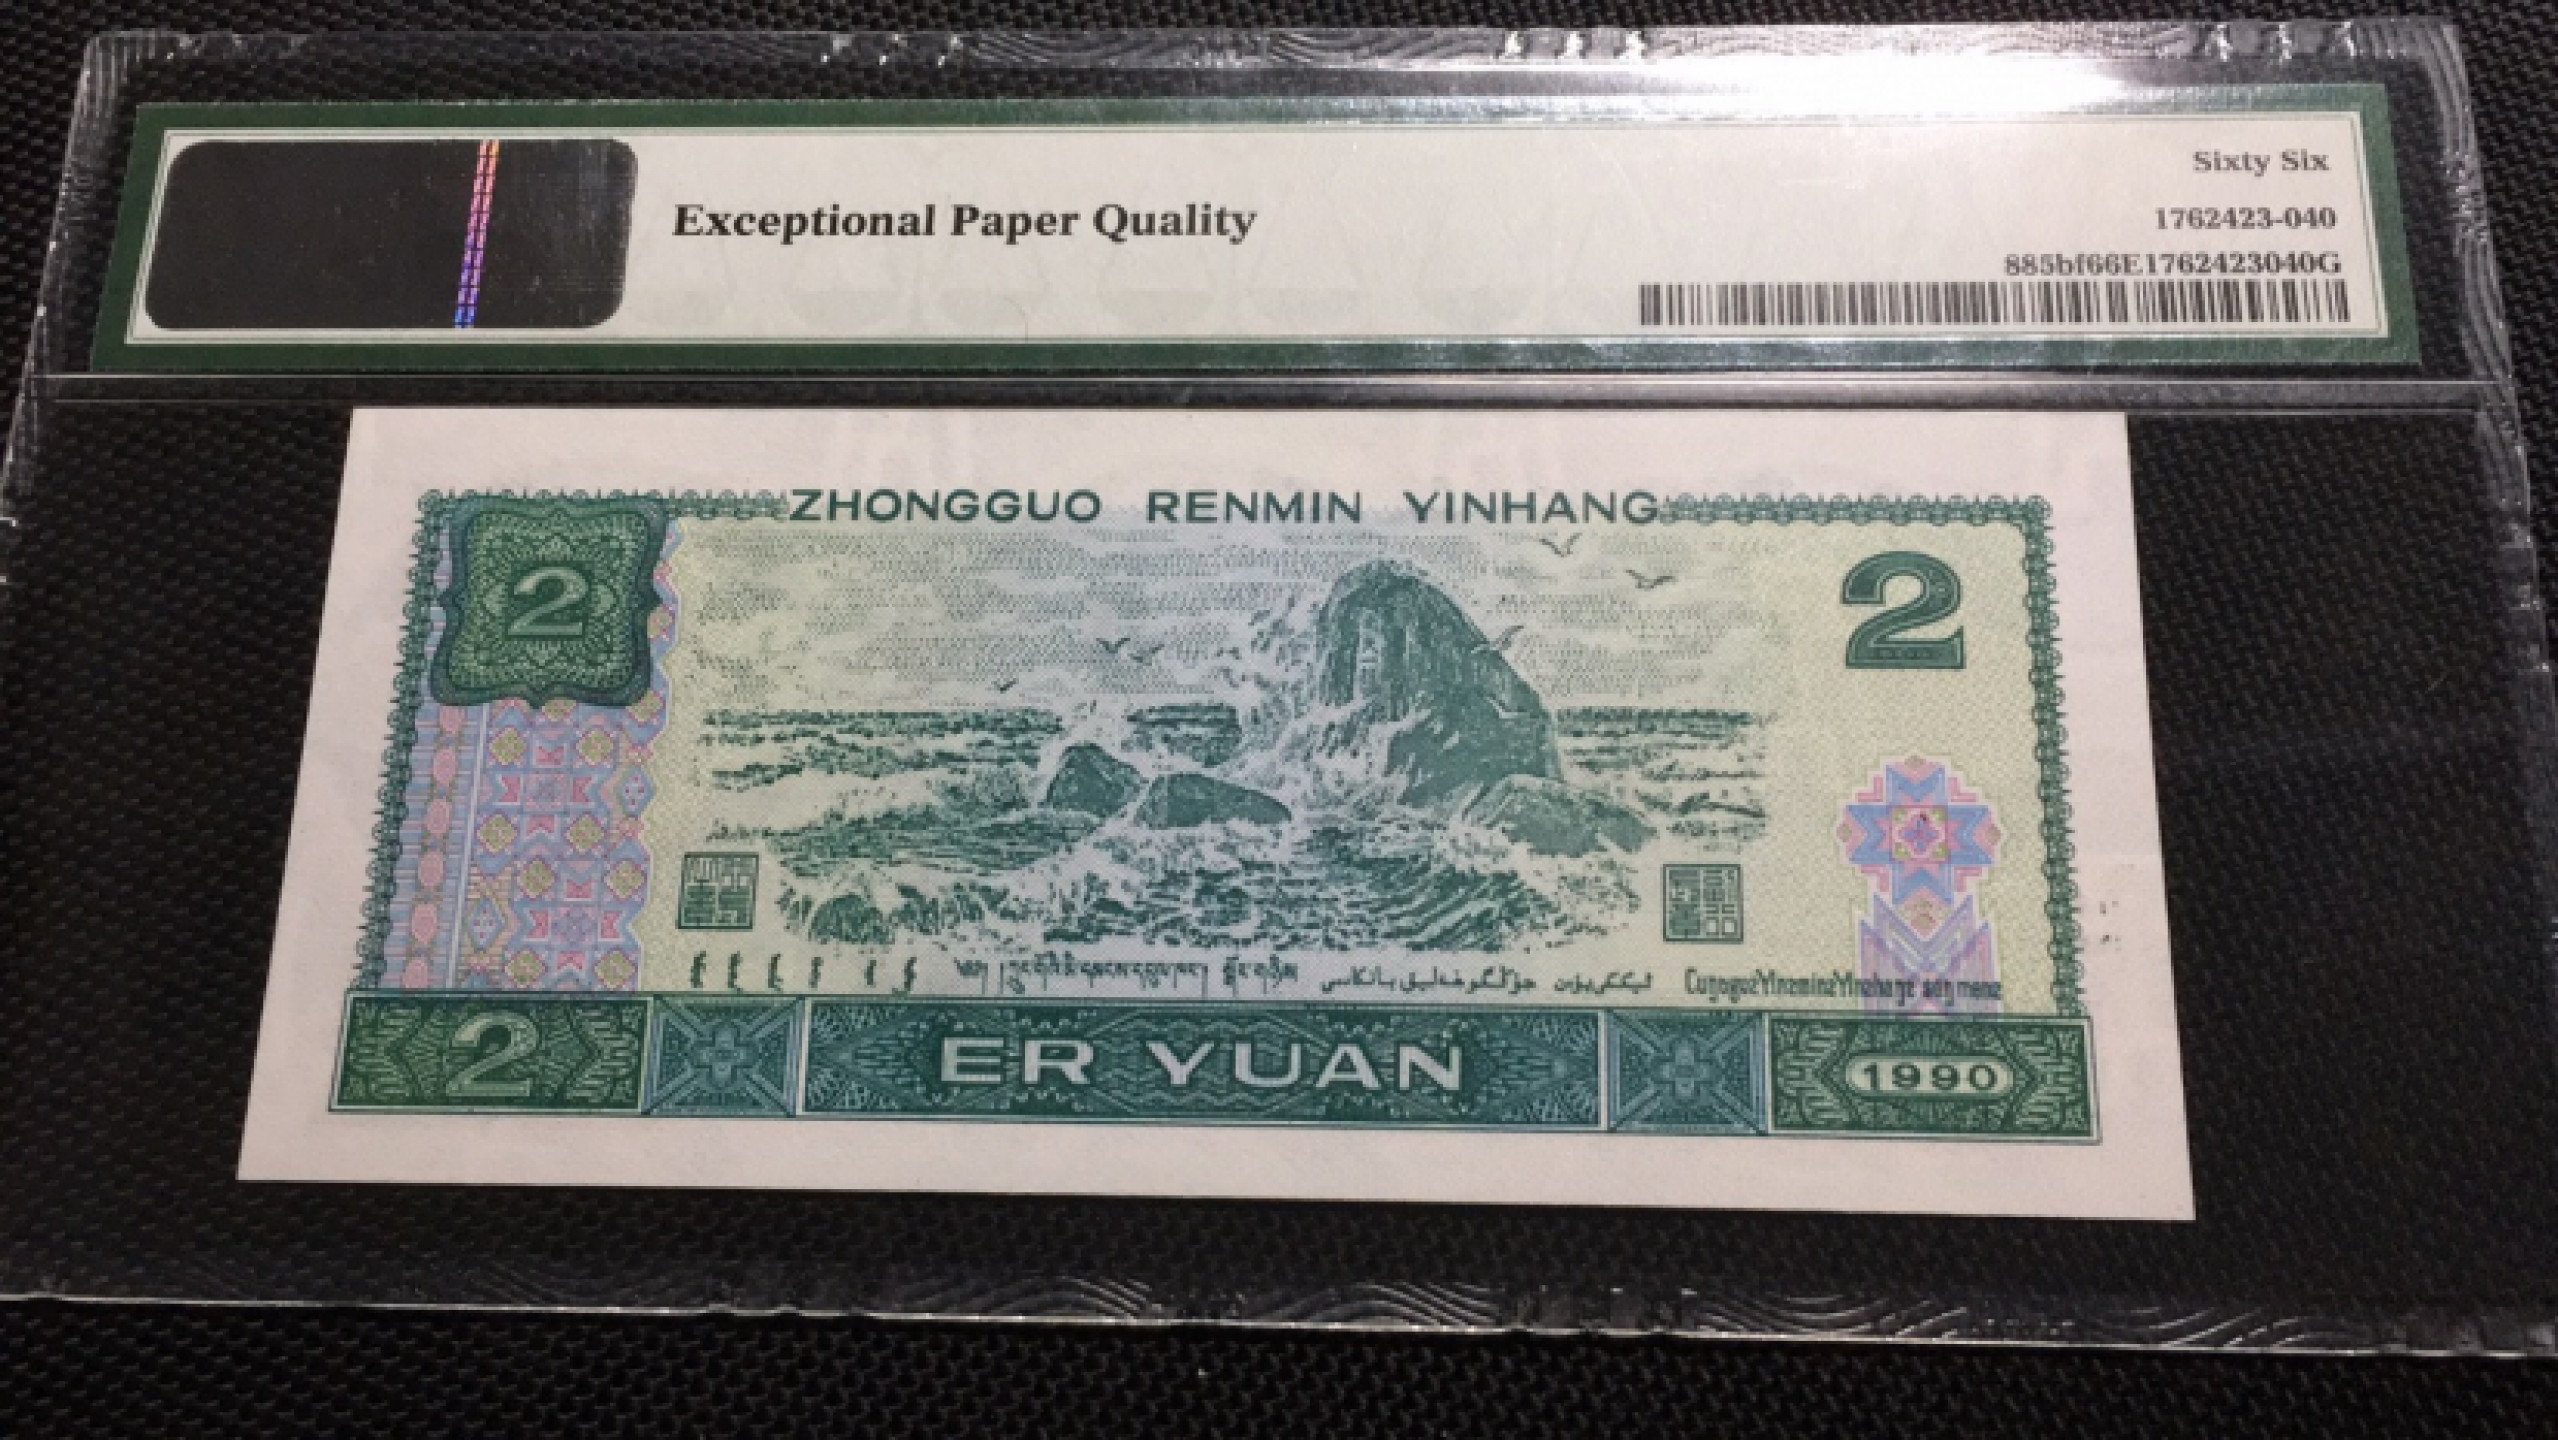 Sixty Six
Exceptional Paper Quality
1762423-040
885bf66E1762423040G
ZHONGGUO RENMIN YINHANG
2
2
2
ER YUAN
1990